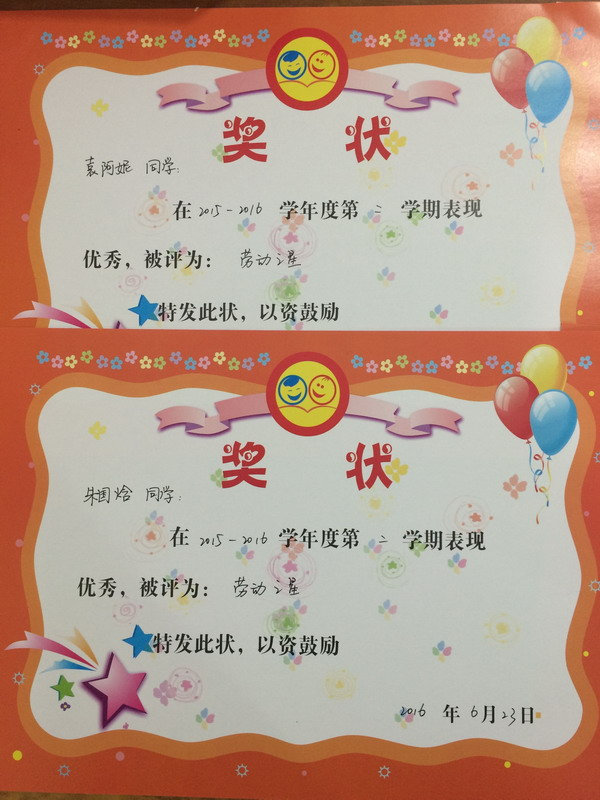 奖 状
袁阿妮 同学：
在 2015-2016 学年度第 二 学期表现
优秀，被评为： 劳动之星
特发此状，以资鼓励
奖 状
朱国焓 同学：
在 2015-2016 学年度第 二 学期表现
优秀，被评为： 劳动之星
特发此状，以资鼓励
2016 年 6月23日